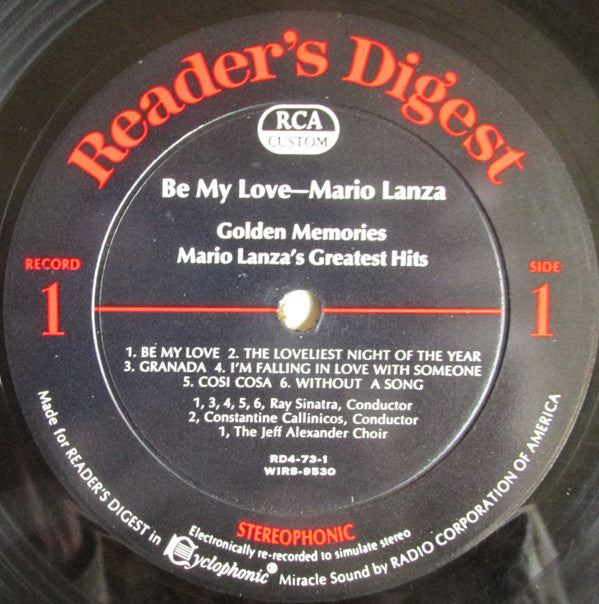 Reader's Digest
RCA
CUSTOM
Be My Love—Mario Lanza
Golden Memories
Mario Lanza's Greatest Hits
RECORD
1
SIDE
1
1. BE MY LOVE 2. THE LOVELIEST NIGHT OF THE YEAR
3. GRANADA 4. I'M FALLING IN LOVE WITH SOMEONE
5. COSI COSA 6. WITHOUT A SONG
1, 3, 4, 5, 6, Ray Sinatra, Conductor
2, Constantine Callinicos, Conductor
1, The Jeff Alexander Choir
RD4-73-1
WIRS-9530
STEREOPHONIC
Electronically re-recorded to simulate stereo
Made for READER'S DIGEST in Cyclophonic® Miracle Sound by RADIO CORPORATION OF AMERICA